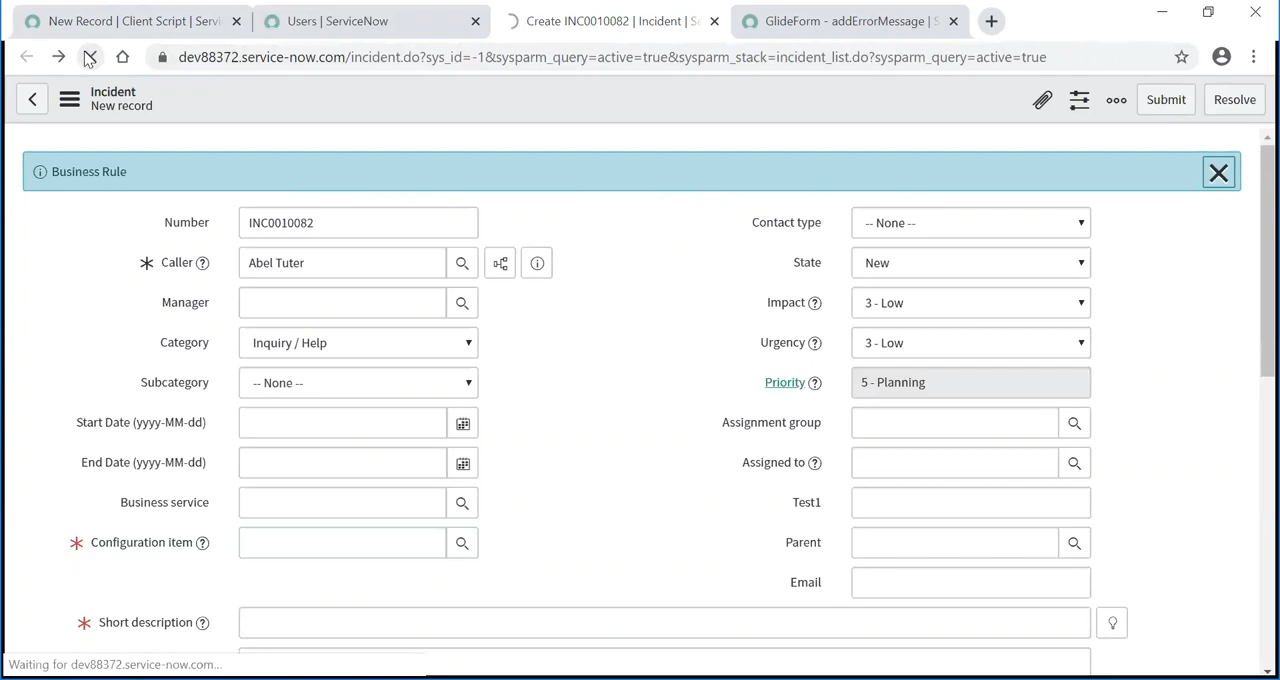 New Record | Client Script | Servi
Users | ServiceNow
Create INC0010082 | Incident | S
GlideForm - addErrorMessage | S
dev88372.service-now.com/incident.do?sys_id=-1&sysparm_query=active=true&sysparm_stack=incident_list.do?sysparm_query=active=true
Incident
New record
Submit
Resolve
Business Rule
Number INC0010082
Contact type -- None --
Caller Abel Tuter
State New
Manager
Impact 3 - Low
Category Inquiry / Help
Urgency 3 - Low
Subcategory -- None --
Priority 5 - Planning
Start Date (yyyy-MM-dd)
Assignment group
End Date (yyyy-MM-dd)
Assigned to
Business service
Test1
Configuration item
Parent
Email
Short description
Waiting for dev88372.service-now.com...